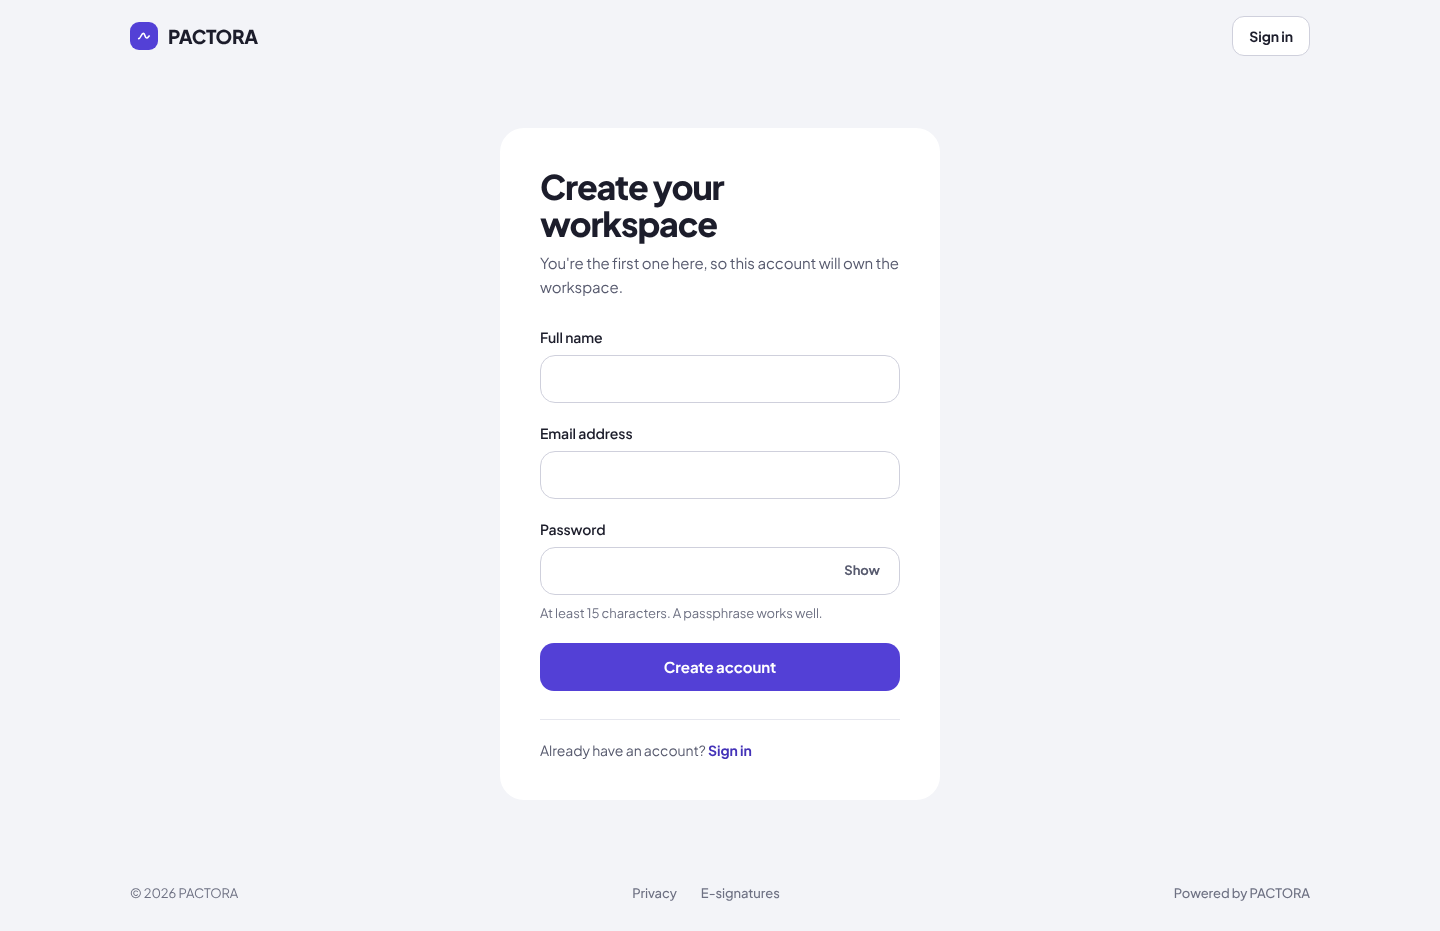 PACTORA
Sign in
Create your
workspace
You're the first one here, so this account will own the
workspace.
Full name
Email address
Password
Show
At least 15 characters. A passphrase works well.
Create account
Already have an account? Sign in
© 2026 PACTORA
Privacy
E-signatures
Powered by PACTORA